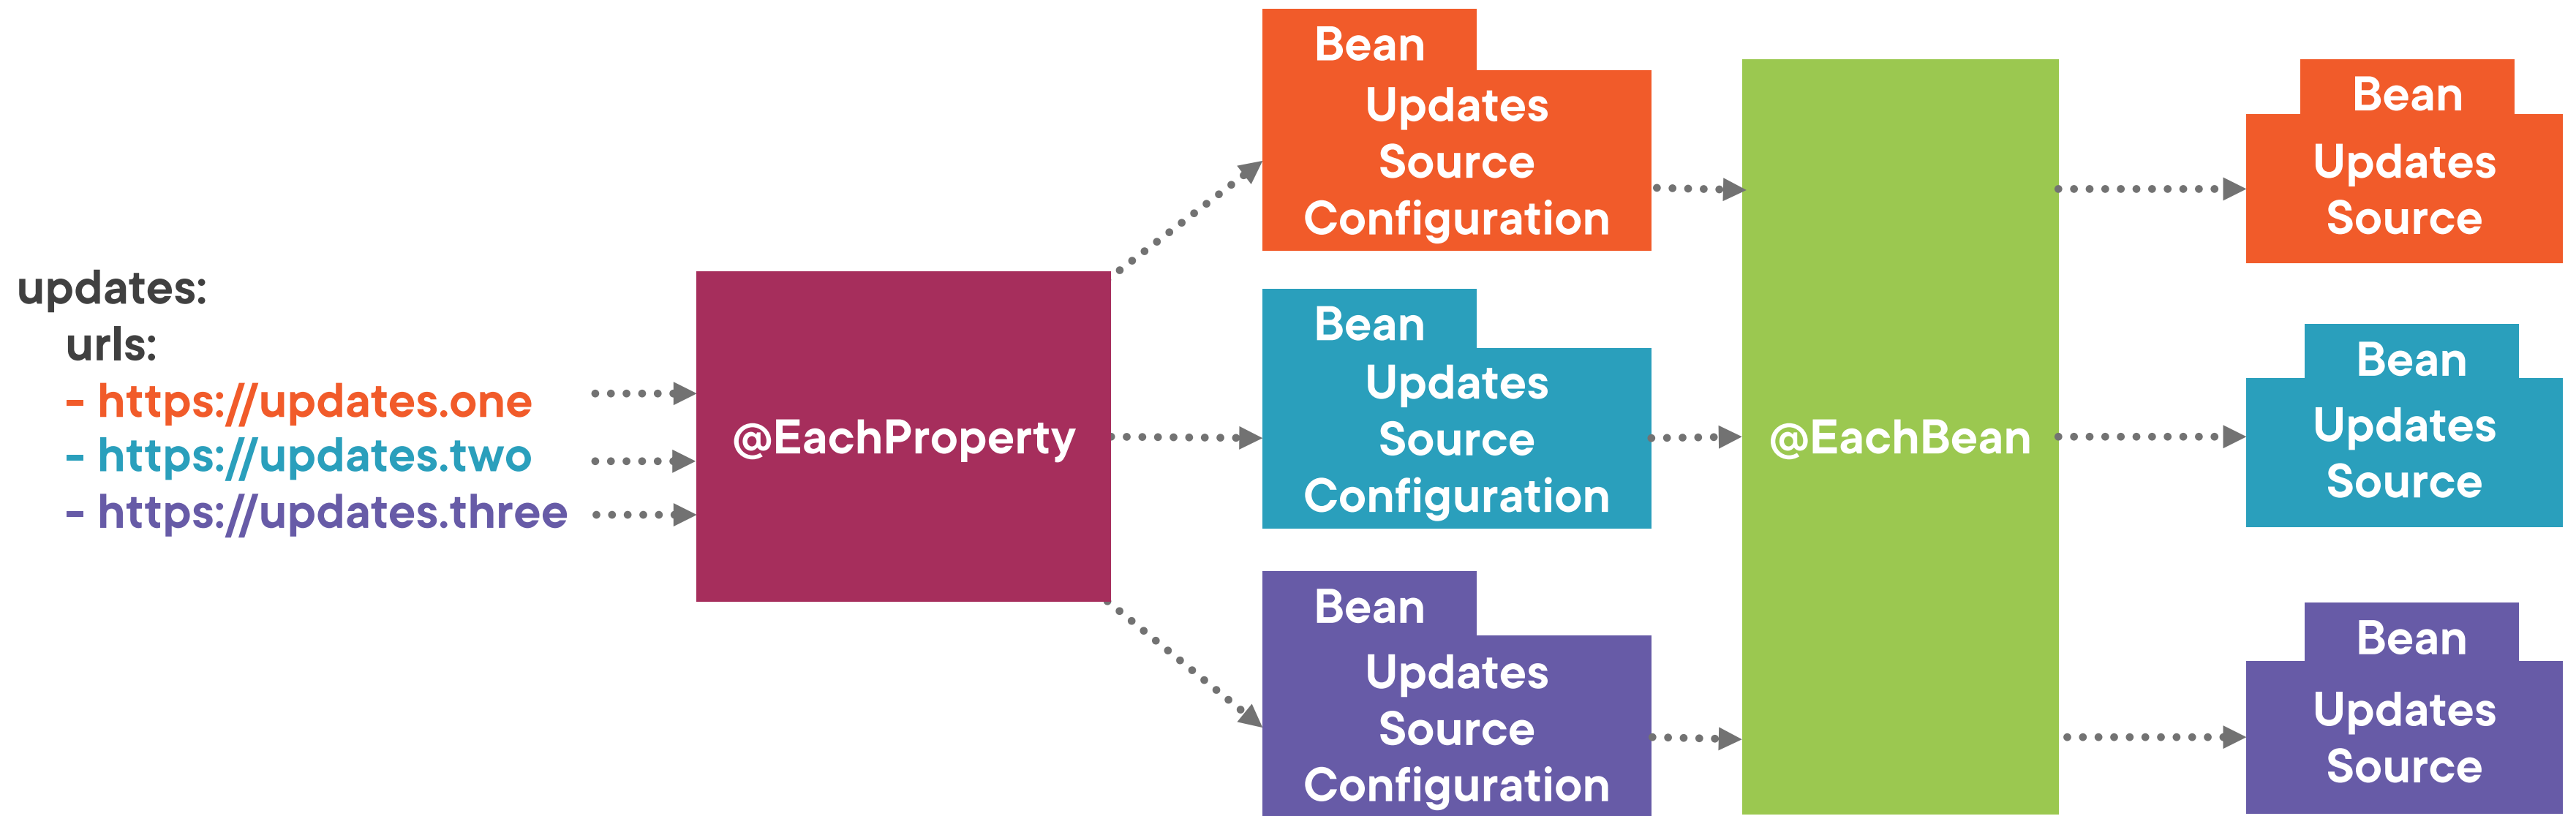 updates:
urls:
- https://updates.one
- https://updates.two
- https://updates.three
@EachProperty
Bean
Updates
Source
Configuration
Bean
Updates
Source
Configuration
Bean
Updates
Source
Configuration
@EachBean
Bean
Updates
Source
Bean
Updates
Source
Bean
Updates
Source